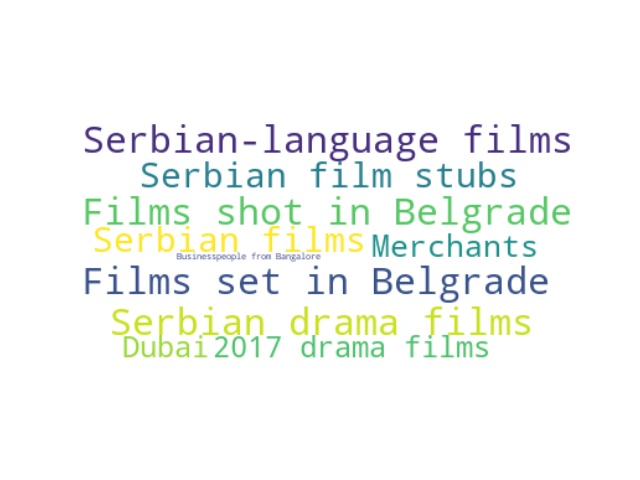 Serbian-language films
Serbian film stubs
Films shot in Belgrade
Serbian films Merchants
Businesspeople from Bangalore
Films set in Belgrade
Serbian drama films
Dubai 2017 drama films